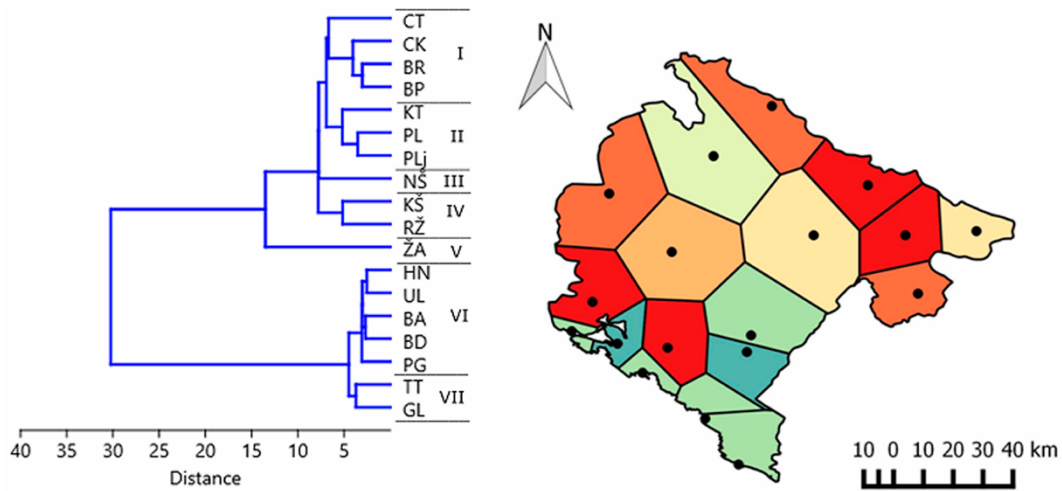 CT
CK
I
BR
BP
KT
PL
II
PLj
NŠ
III
KŠ
IV
RŽ
ŽA
V
HN
UL
BA
VI
BD
PG
TT
VII
GL
40 35 30 25 20 15 10 5
Distance
N
10 0 10 20 30 40 km